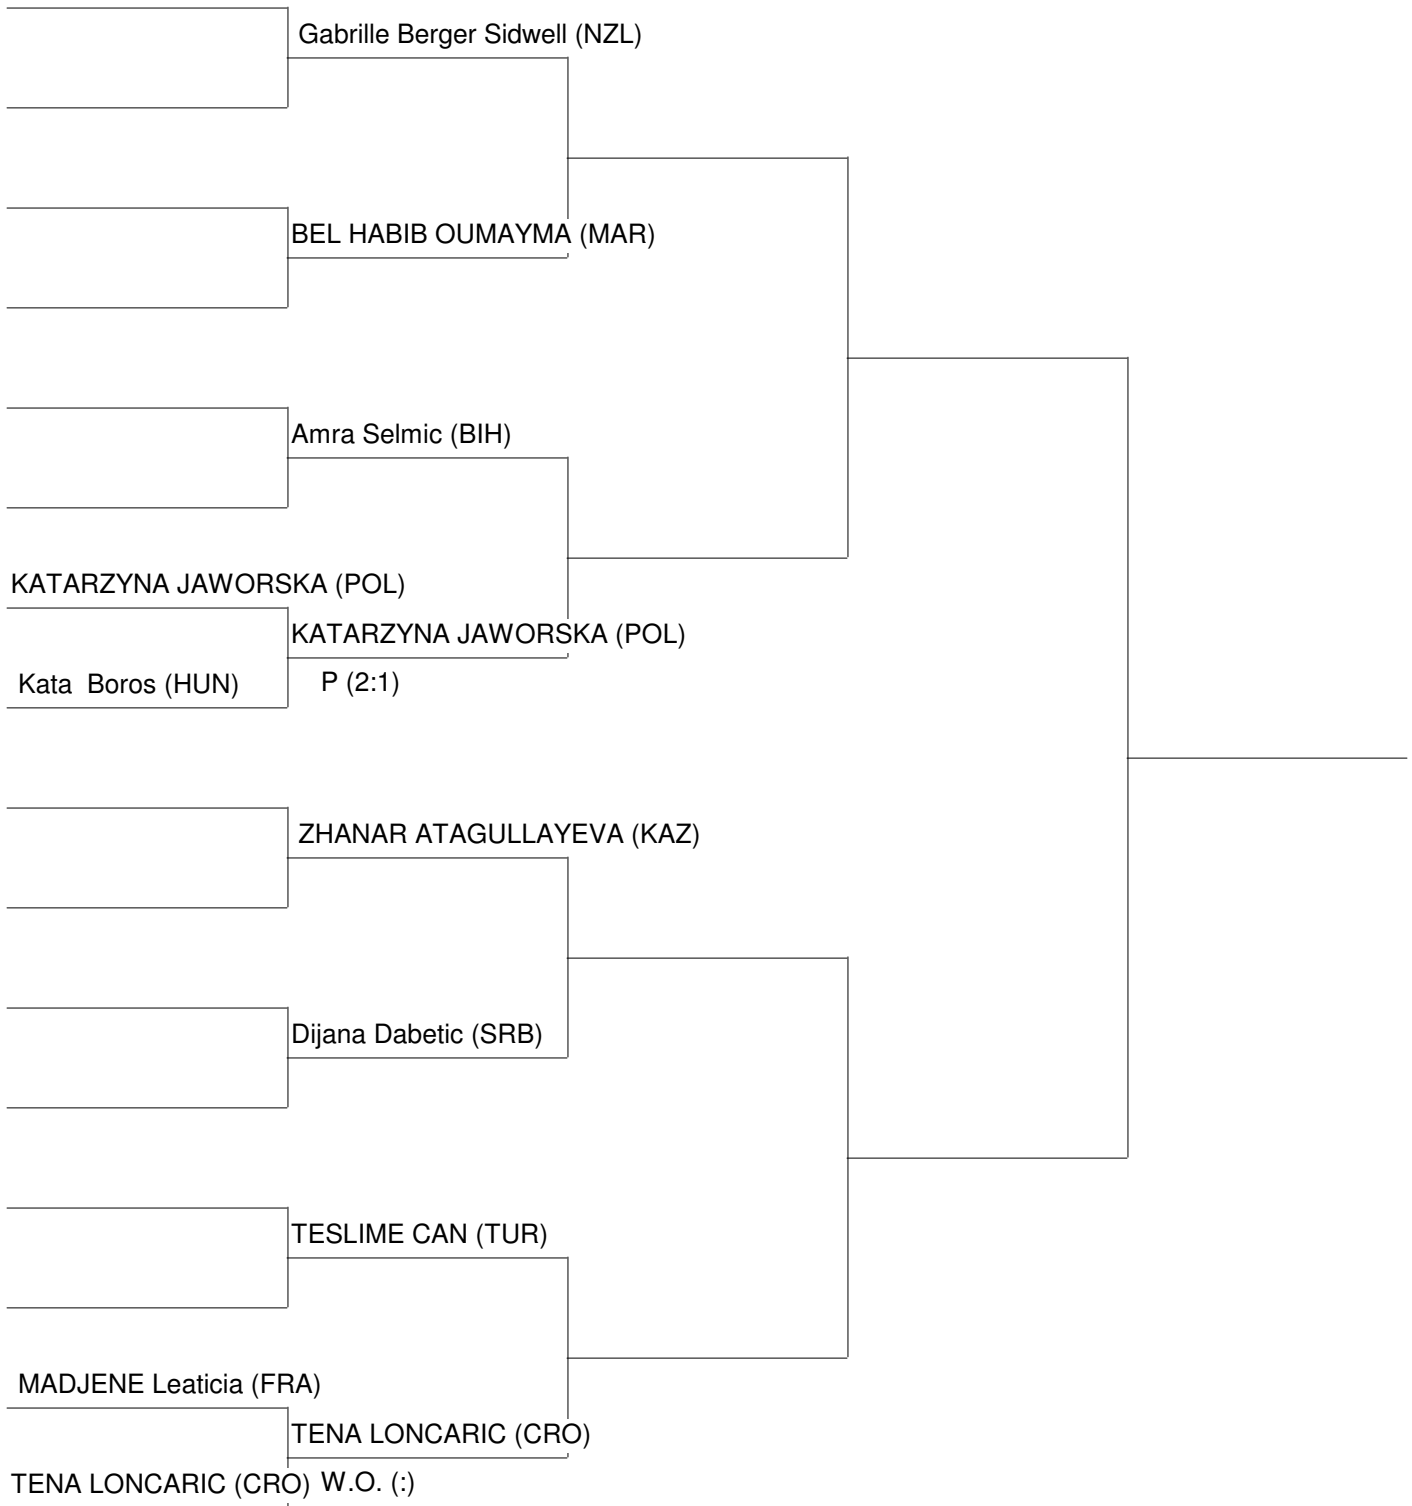 Gabrille Berger Sidwell (NZL)
BEL HABIB OUMAYMA (MAR)
Amra Selmic (BIH)
KATARZYNA JAWORSKA (POL)
KATARZYNA JAWORSKA (POL)
Kata  Boros (HUN)
P (2:1)
ZHANAR ATAGULLAYEVA (KAZ)
Dijana Dabetic (SRB)
TESLIME CAN (TUR)
MADJENE Leaticia (FRA)
TENA LONCARIC (CRO)
TENA LONCARIC (CRO)
W.O. (:)